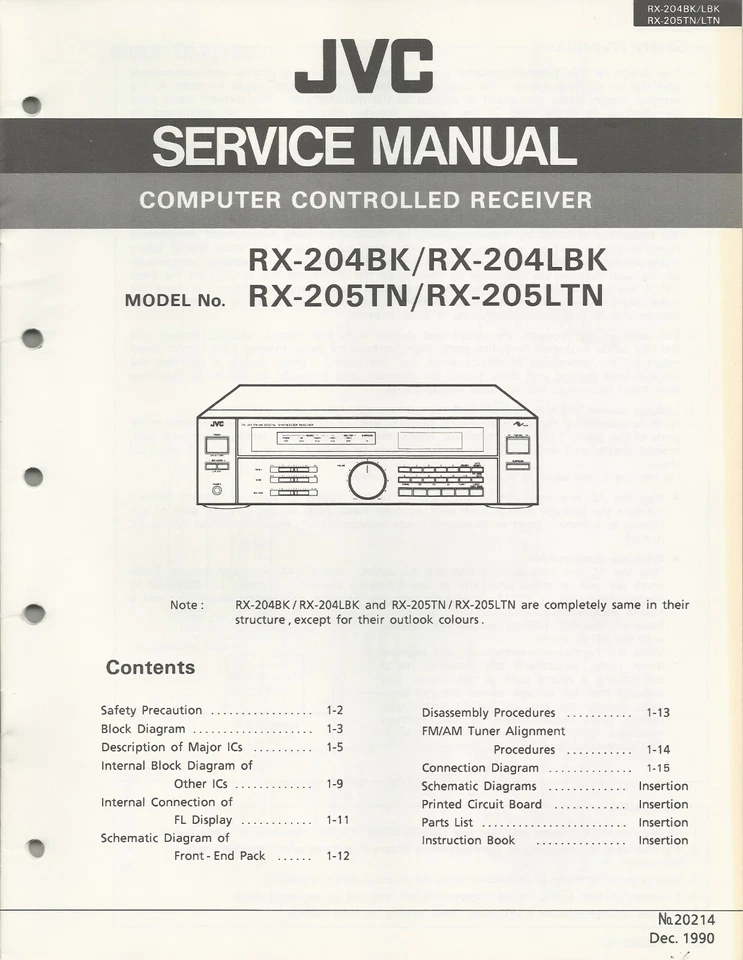 RX-204BK/LBK
RX-205TN/LTN
JVC
SERVICE MANUAL
COMPUTER CONTROLLED RECEIVER
RX-204BK/RX-204LBK
MODEL No. RX-205TN/RX-205LTN
JVC
Note : RX-204BK / RX-204LBK and RX-205TN / RX-205LTN are completely same in their
structure , except for their outlook colours .
Contents
Safety Precaution ................. 1-2
Block Diagram .................... 1-3
Description of Major ICs .......... 1-5
Internal Block Diagram of
Other ICs ............. 1-9
Internal Connection of
FL Display ............ 1-11
Schematic Diagram of
Front - End Pack ...... 1-12
Disassembly Procedures ........... 1-13
FM/AM Tuner Alignment
Procedures ........... 1-14
Connection Diagram .............. 1-15
Schematic Diagrams ............. Insertion
Printed Circuit Board ............ Insertion
Parts List ........................ Insertion
Instruction Book ............... Insertion
№20214
Dec. 1990